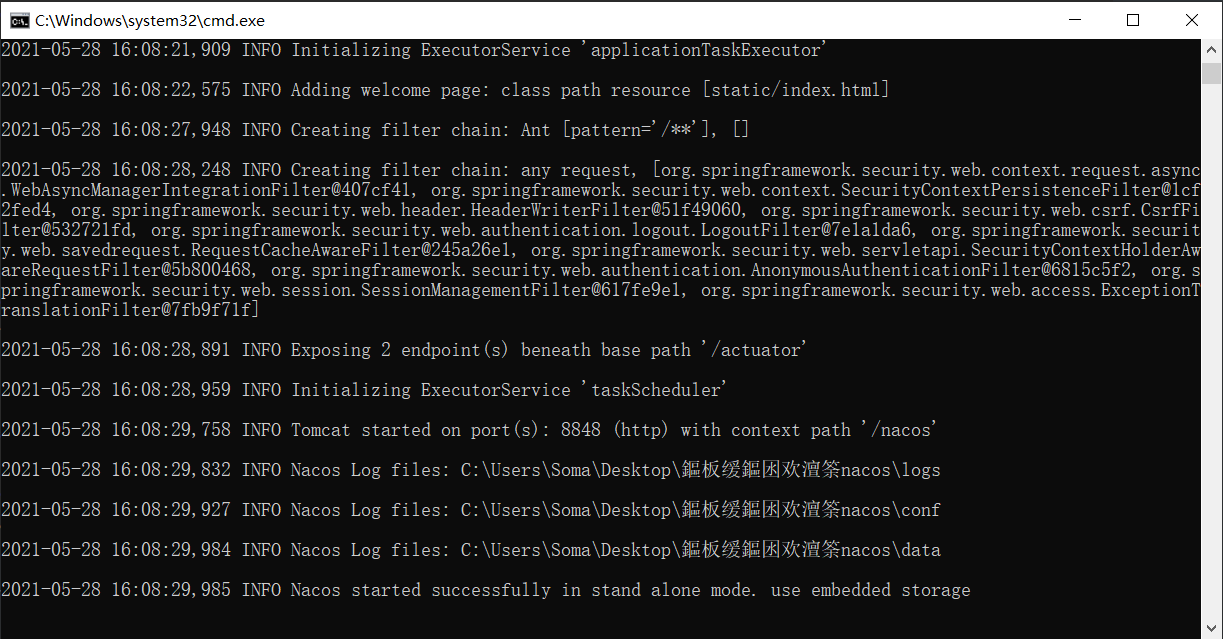 C:\Windows\system32\cmd.exe
2021-05-28 16:08:21,909 INFO Initializing ExecutorService 'applicationTaskExecutor'
2021-05-28 16:08:22,575 INFO Adding welcome page: class path resource [static/index.html]
2021-05-28 16:08:27,948 INFO Creating filter chain: Ant [pattern='/**'], []
2021-05-28 16:08:28,248 INFO Creating filter chain: any request, [org.springframework.security.web.context.request.async
.WebAsyncManagerIntegrationFilter@407cf41, org.springframework.security.web.context.SecurityContextPersistenceFilter@1cf
2fed4, org.springframework.security.web.header.HeaderWriterFilter@51f49060, org.springframework.security.web.csrf.CsrfFi
lter@532721fd, org.springframework.security.web.authentication.logout.LogoutFilter@7e1a1da6, org.springframework.securit
y.web.savedrequest.RequestCacheAwareFilter@245a26e1, org.springframework.security.web.servletapi.SecurityContextHolderAw
areRequestFilter@5b800468, org.springframework.security.web.authentication.AnonymousAuthenticationFilter@6815c5f2, org.s
pringframework.security.web.session.SessionManagementFilter@617fe9e1, org.springframework.security.web.access.ExceptionT
ranslationFilter@7fb9f71f]
2021-05-28 16:08:28,891 INFO Exposing 2 endpoint(s) beneath base path '/actuator'
2021-05-28 16:08:28,959 INFO Initializing ExecutorService 'taskScheduler'
2021-05-28 16:08:29,758 INFO Tomcat started on port(s): 8848 (http) with context path '/nacos'
2021-05-28 16:08:29,832 INFO Nacos Log files: C:\Users\Soma\Desktop\鏂板缓鏂囦欢澶筞nacos\logs
2021-05-28 16:08:29,927 INFO Nacos Log files: C:\Users\Soma\Desktop\鏂板缓鏂囦欢澶筞nacos\conf
2021-05-28 16:08:29,984 INFO Nacos Log files: C:\Users\Soma\Desktop\鏂板缓鏂囦欢澶筞nacos\data
2021-05-28 16:08:29,985 INFO Nacos started successfully in stand alone mode. use embedded storage